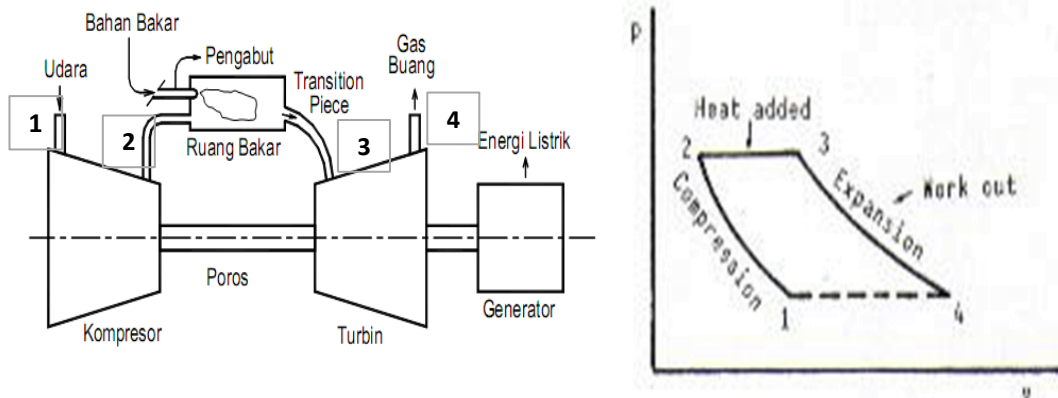 Bahan Bakar
Pengabut
Udara
Gas
Buang
Transition
Piece
1
2
3
4
Ruang Bakar
Energi Listrik
Poros
Kompresor
Turbin
Generator
P
Heat added
2
3
Compression
Expansion
Work out
1
4